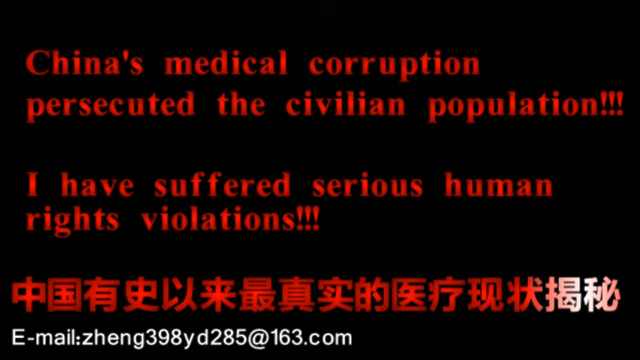 China's medical corruption
persecuted the civilian population!!!
I have suffered serious human
rights violations!!!
中国有史以来最真实的医疗现状揭秘
E-mail:zheng398yd285@163.com